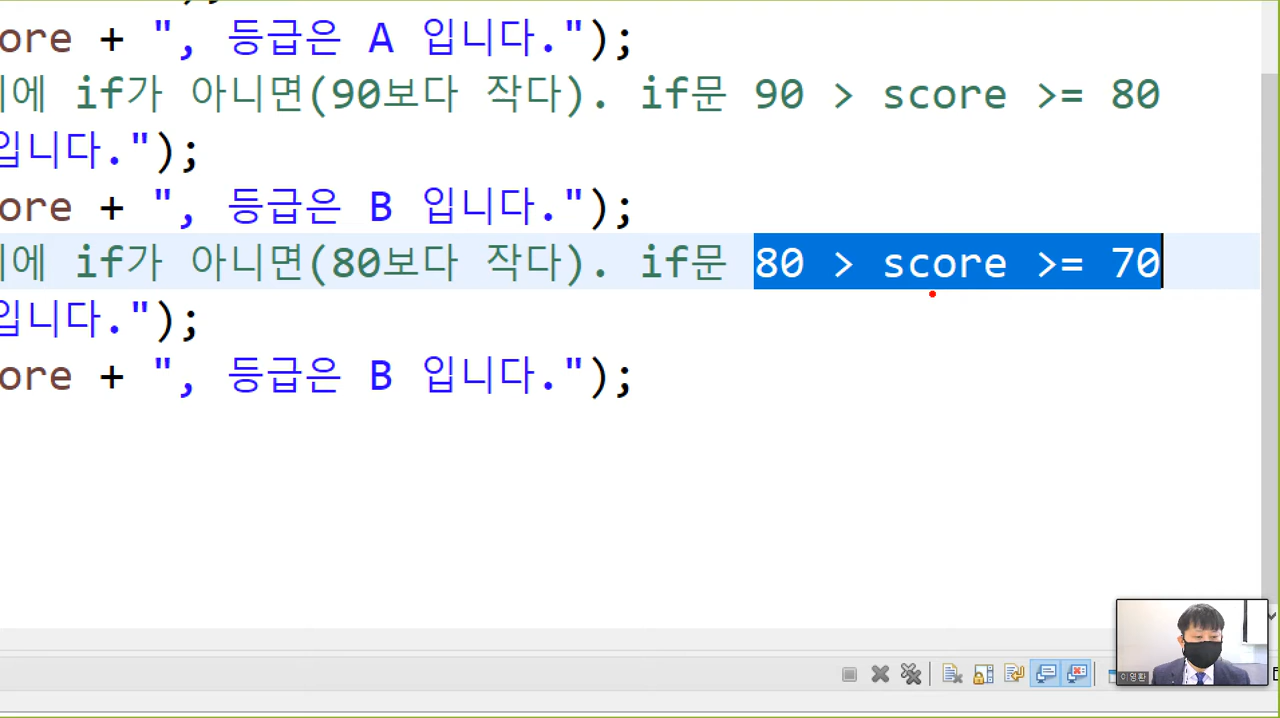 ore + ", 등급은 A 입니다.");
에 if가 아니면(90보다 작다). if문 90 > score >= 80
입니다.");
ore + ", 등급은 B 입니다.");
에 if가 아니면(80보다 작다). if문 80 > score >= 70
입니다.");
ore + ", 등급은 B 입니다.");
이영환